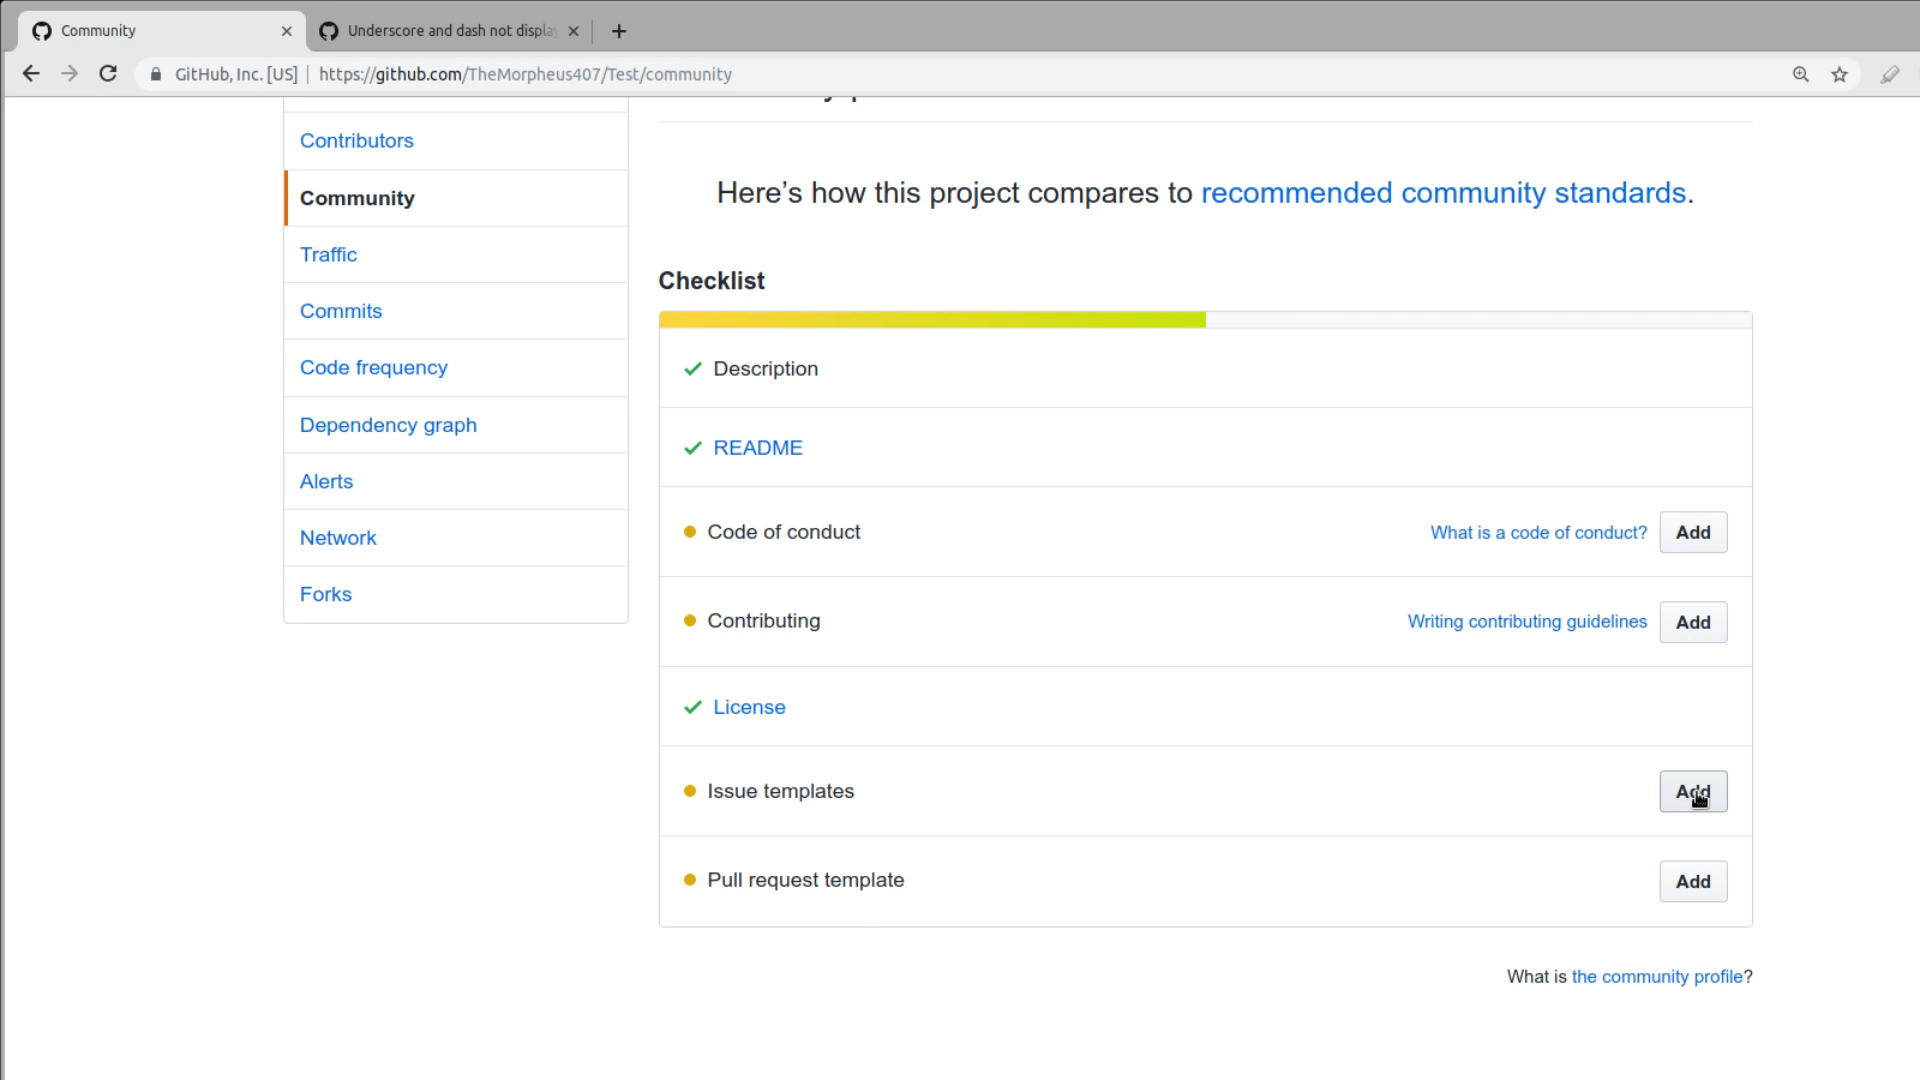 Community
Underscore and dash not displa
GitHub, Inc. [US] | https://github.com/TheMorpheus407/Test/community
Contributors
Community
Traffic
Commits
Code frequency
Dependency graph
Alerts
Network
Forks
Here’s how this project compares to recommended community standards.
Checklist
Description
README
Code of conduct
What is a code of conduct?
Add
Contributing
Writing contributing guidelines
Add
License
Issue templates
Add
Pull request template
Add
What is the community profile?